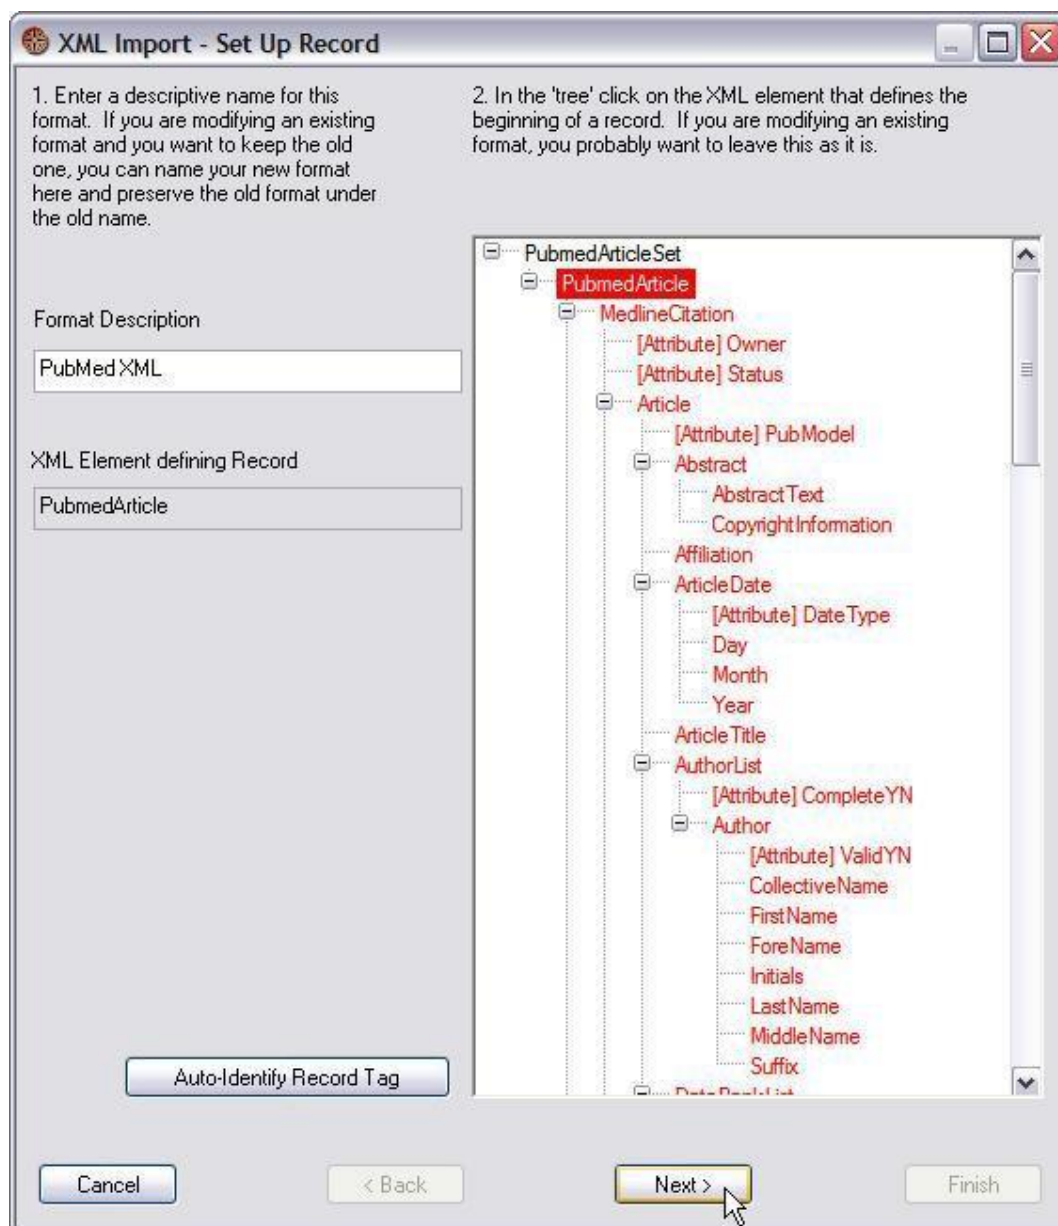 XML Import - Set Up Record
1. Enter a descriptive name for this
format. If you are modifying an existing
format and you want to keep the old
one, you can name your new format
here and preserve the old format under
the old name.
2. In the 'tree' click on the XML element that defines the
beginning of a record. If you are modifying an existing
format, you probably want to leave this as it is.
Format Description
PubMed XML
XML Element defining Record
PubmedArticle
PubmedArticleSet
PubmedArticle
MedlineCitation
[Attribute] Owner
[Attribute] Status
Article
[Attribute] PubModel
Abstract
AbstractText
CopyrightInformation
Affiliation
ArticleDate
[Attribute] DateType
Day
Month
Year
ArticleTitle
AuthorList
[Attribute] CompleteYN
Author
[Attribute] ValidYN
CollectiveName
FirstName
ForeName
Initials
LastName
MiddleName
Suffix
DataBankList
Auto-Identify Record Tag
Cancel
< Back
Next >
Finish